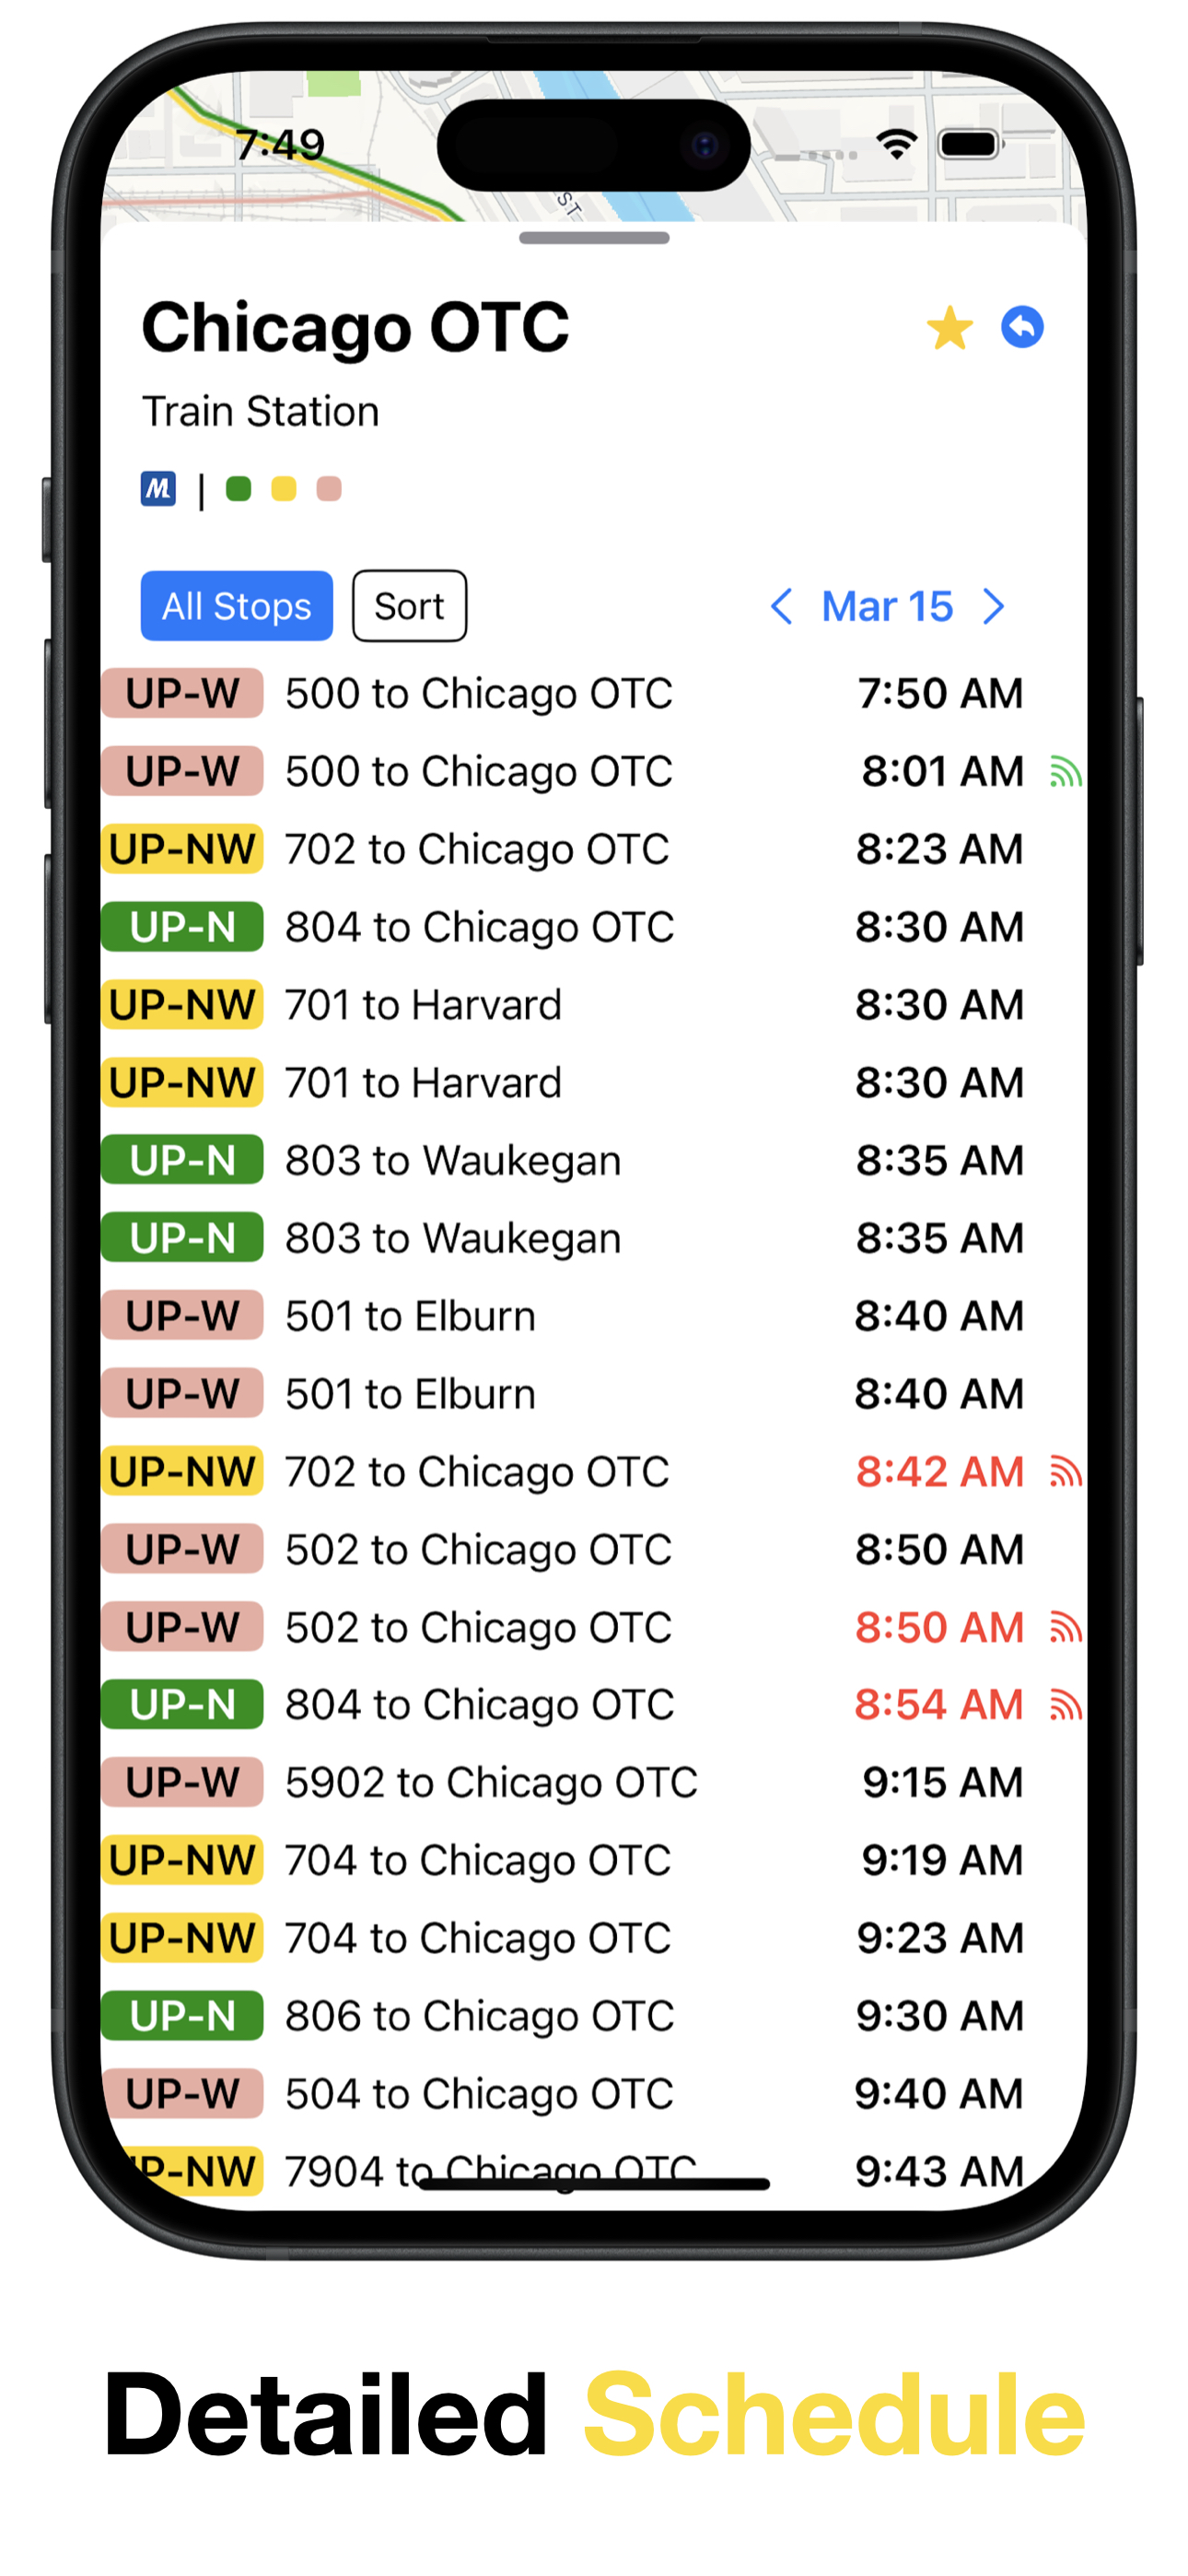 7:49
ST
Chicago OTC
Train Station
M |
All Stops Sort < Mar 15 >
UP-W 500 to Chicago OTC 7:50 AM
UP-W 500 to Chicago OTC 8:01 AM
UP-NW 702 to Chicago OTC 8:23 AM
UP-N 804 to Chicago OTC 8:30 AM
UP-NW 701 to Harvard 8:30 AM
UP-NW 701 to Harvard 8:30 AM
UP-N 803 to Waukegan 8:35 AM
UP-N 803 to Waukegan 8:35 AM
UP-W 501 to Elburn 8:40 AM
UP-W 501 to Elburn 8:40 AM
UP-NW 702 to Chicago OTC 8:42 AM
UP-W 502 to Chicago OTC 8:50 AM
UP-W 502 to Chicago OTC 8:50 AM
UP-N 804 to Chicago OTC 8:54 AM
UP-W 5902 to Chicago OTC 9:15 AM
UP-NW 704 to Chicago OTC 9:19 AM
UP-NW 704 to Chicago OTC 9:23 AM
UP-N 806 to Chicago OTC 9:30 AM
UP-W 504 to Chicago OTC 9:40 AM
UP-NW 7904 to Chicago OTC 9:43 AM
Detailed Schedule